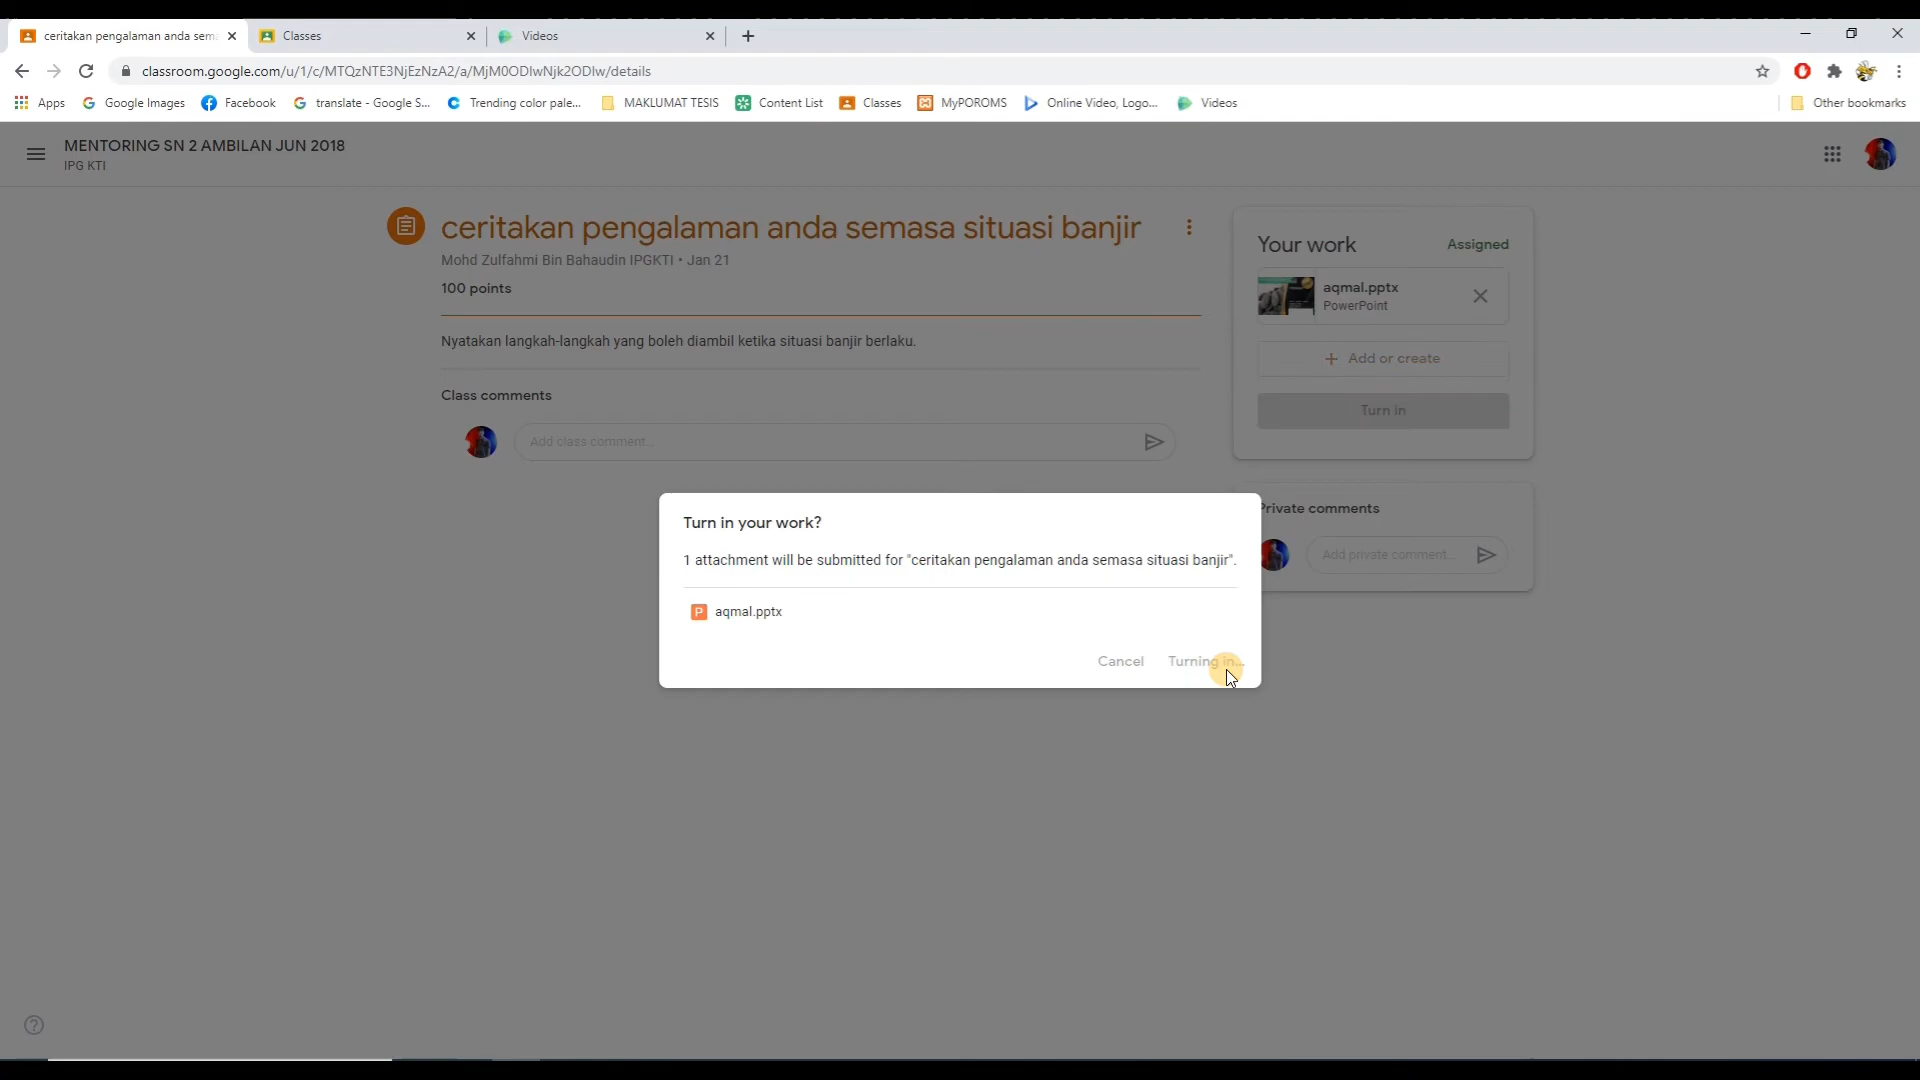 ceritakan pengalaman anda sem
Classes
Videos
classroom.google.com/u/1/c/MTQzNTE3NjEzNzA2/a/MjM0ODIwNjk2ODIw/details
Apps
Google Images
Facebook
translate - Google S...
Trending color pale...
MAKLUMAT TESIS
Content List
Classes
MyPOROMS
Online Video, Logo...
Videos
Other bookmarks
MENTORING SN 2 AMBILAN JUN 2018
IPG KTI
ceritakan pengalaman anda semasa situasi banjir
Mohd Zulfahmi Bin Bahaudin IPGKTI • Jan 21
100 points
Nyatakan langkah-langkah yang boleh diambil ketika situasi banjir berlaku.
Class comments
Add class comment...
Your work
Assigned
aqmal.pptx
PowerPoint
+ Add or create
Turn in
Private comments
Add private comment...
Turn in your work?
1 attachment will be submitted for "ceritakan pengalaman anda semasa situasi banjir".
P aqmal.pptx
Cancel
Turning in...